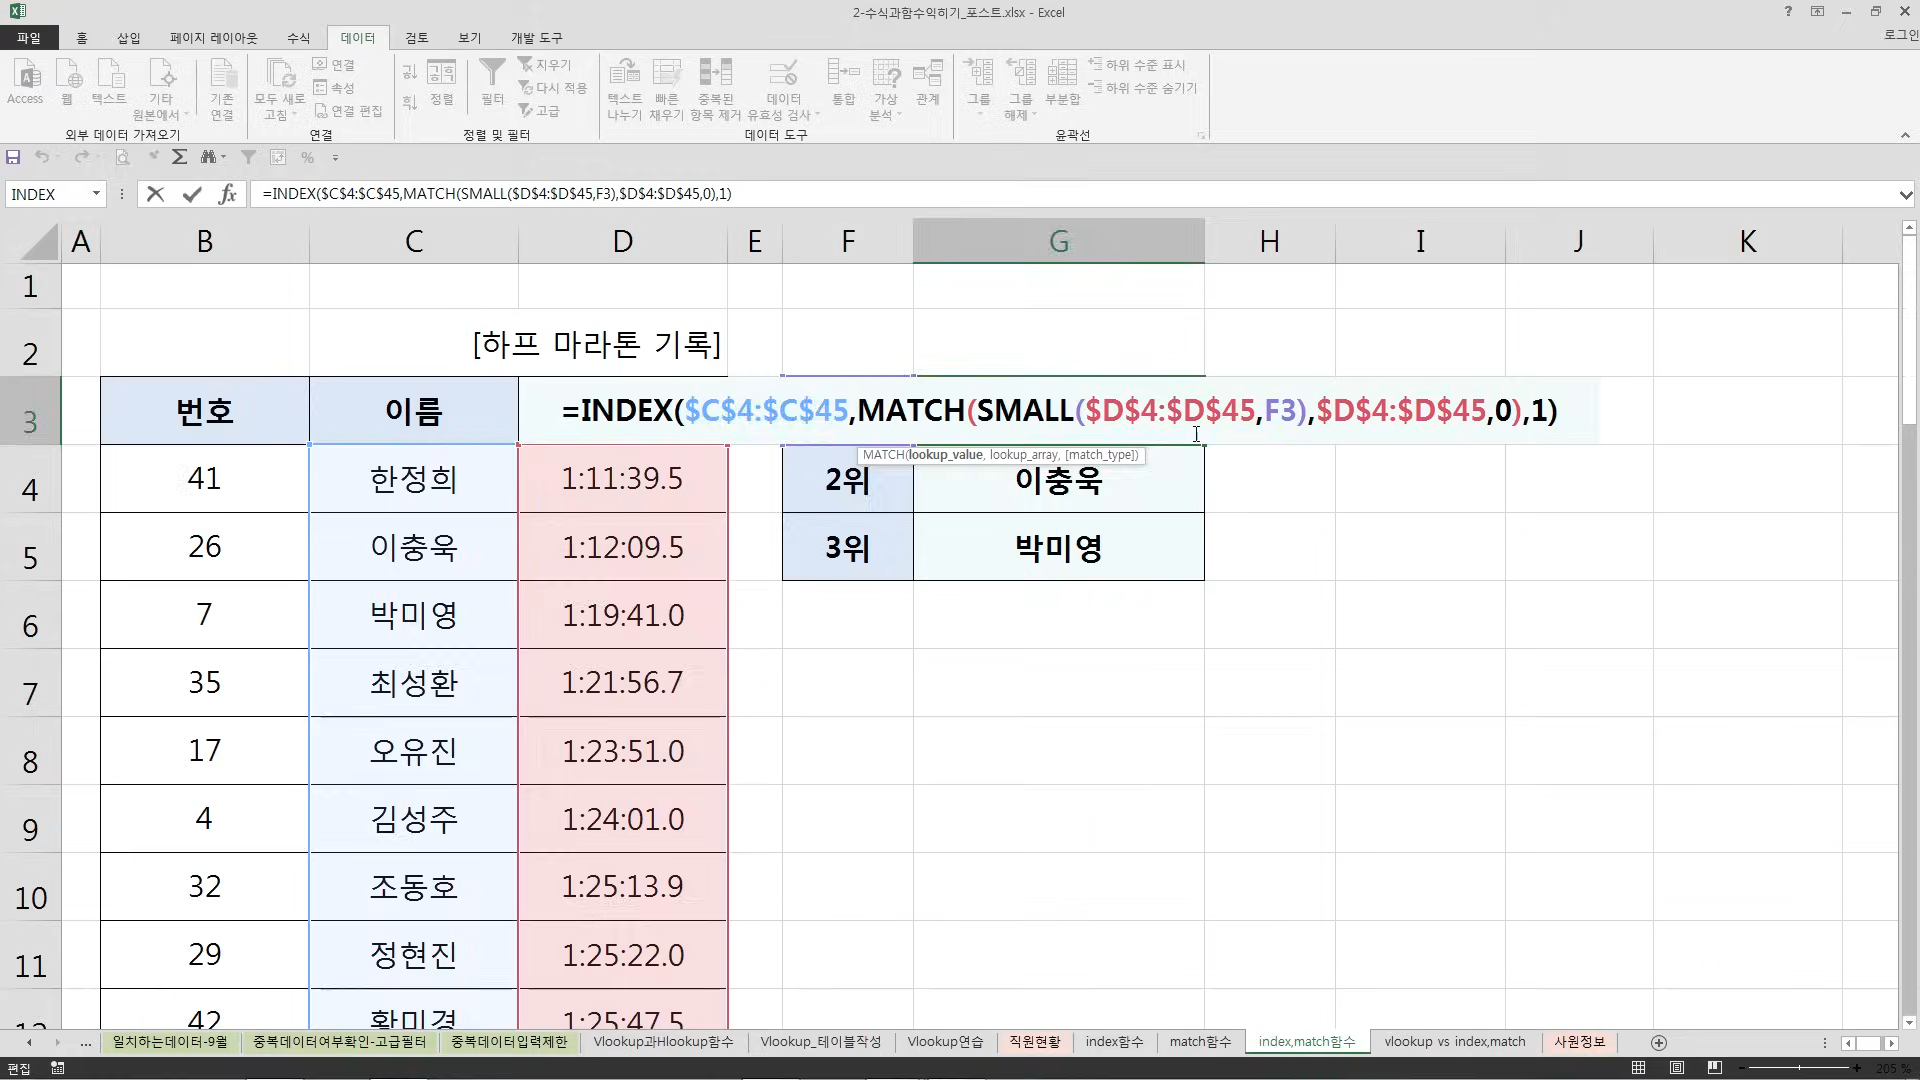 2-수식과함수익히기_포스트.xlsx - Excel
로그인
파일 홈 삽입 페이지 레이아웃 수식 데이터 검토 보기 개발 도구
Access 웹 텍스트 기타 원본에서
외부 데이터 가져오기
기존 연결 모두 새로 고침 연결 속성 연결 편집
연결
정렬 필터 지우기 다시 적용 고급
정렬 및 필터
텍스트 나누기 빠른 채우기 중복된 항목 제거 데이터 유효성 검사 통합 가상 분석 관계
데이터 도구
그룹 그룹 해제 부분합 하위 수준 표시 하위 수준 숨기기
윤곽선
INDEX =INDEX($C$4:$C$45,MATCH(SMALL($D$4:$D$45,F3),$D$4:$D$45,0),1)
A B C D E F G H I J K
1
2 [하프 마라톤 기록]
3 번호 이름 =INDEX($C$4:$C$45,MATCH(SMALL($D$4:$D$45,F3),$D$4:$D$45,0),1)
MATCH(lookup_value, lookup_array, [match_type])
4 41 한정희 1:11:39.5 2위 이충욱
5 26 이충욱 1:12:09.5 3위 박미영
6 7 박미영 1:19:41.0
7 35 최성환 1:21:56.7
8 17 오유진 1:23:51.0
9 4 김성주 1:24:01.0
10 32 조동호 1:25:13.9
11 29 정현진 1:25:22.0
12 42 황미경 1:25:47.5
... 일치하는데이터-9월 중복데이터여부확인-고급필터 중복데이터입력제한 Vlookup과Hlookup함수 Vlookup_테이블작성 Vlookup연습 직원현황 index함수 match함수 index,match함수 vlookup vs index,match 사원정보
편집 205 %